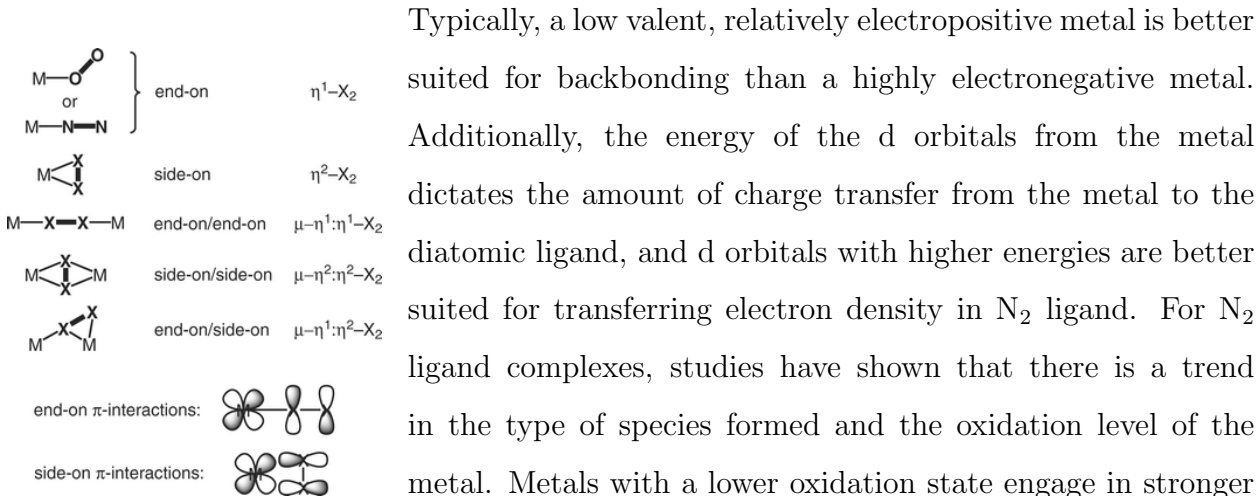 M—O
O
or
M—N—N
end-on η¹–X₂
M X X side-on η²–X₂
M—X—X—M end-on/end-on μ–η¹:η¹–X₂
M X X M side-on/side-on μ–η²:η²–X₂
M X X M end-on/side-on μ–η¹:η²–X₂
end-on π-interactions: M
side-on π-interactions: M
Typically, a low valent, relatively electropositive metal is better
suited for backbonding than a highly electronegative metal.
Additionally, the energy of the d orbitals from the metal
dictates the amount of charge transfer from the metal to the
diatomic ligand, and d orbitals with higher energies are better
suited for transferring electron density in N₂ ligand. For N₂
ligand complexes, studies have shown that there is a trend
in the type of species formed and the oxidation level of the
metal. Metals with a lower oxidation state engage in stronger